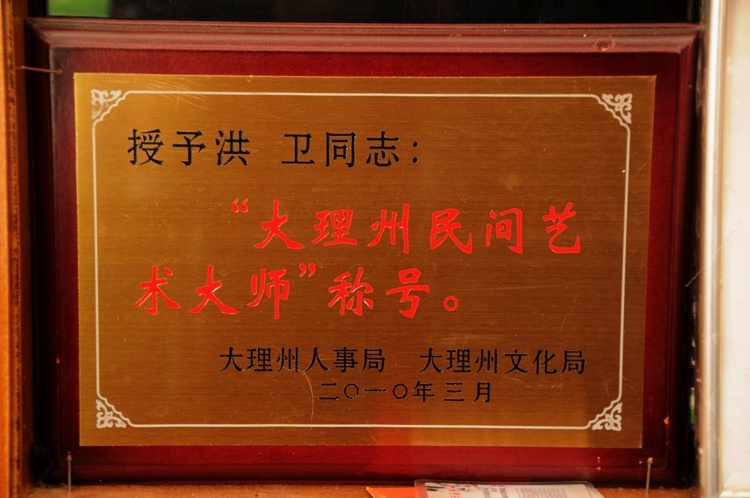 授予洪 卫同志：
“大理州民间艺
术大师”称号。
大理州人事局 大理州文化局
二〇一〇年三月